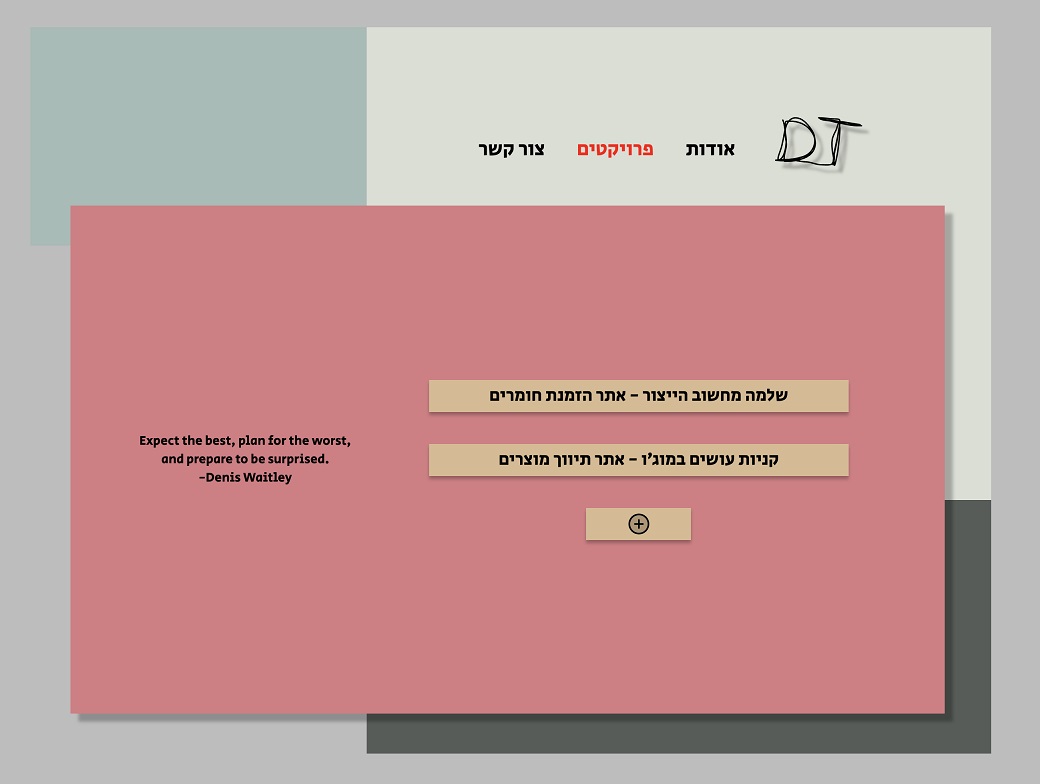 DT
אודות
פרויקטים
צור קשר
שלמה מחשוב הייצור - אתר הזמנת חומרים
קניות עושים במוג'ו - אתר תיווך מוצרים
Expect the best, plan for the worst,
and prepare to be surprised.
-Denis Waitley